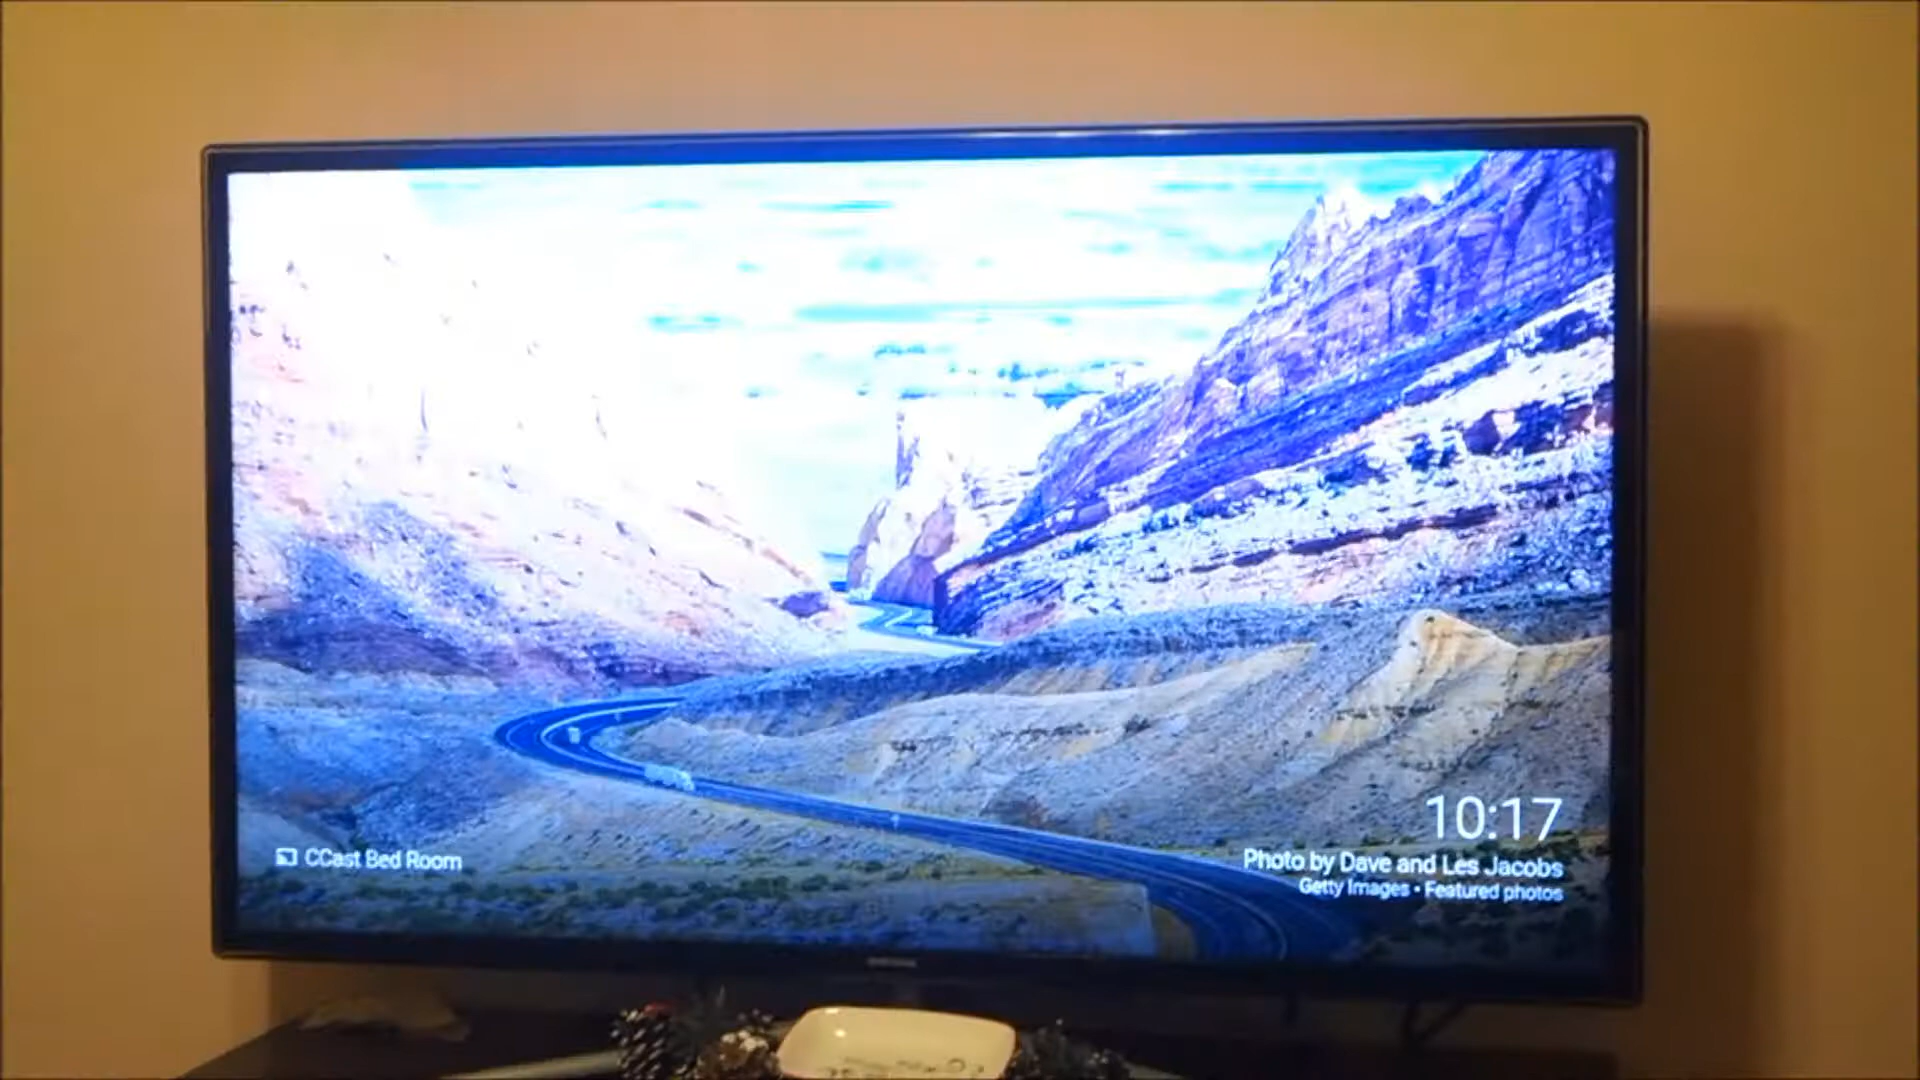 10:17
CCast Bed Room
Photo by Dave and Les Jacobs
Getty Images • Featured photos